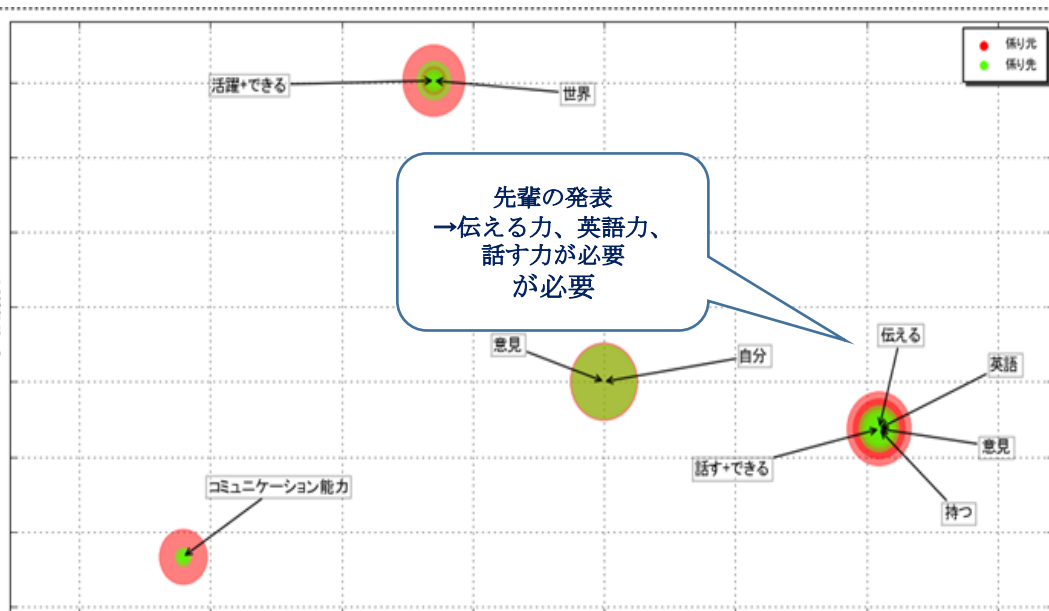 係り元
係り先
活躍+できる
世界
先輩の発表
→伝える力、英語力、
話す力が必要
が必要
伝える
意見
自分
英語
意見
話す+できる
コミュニケーション能力
持つ